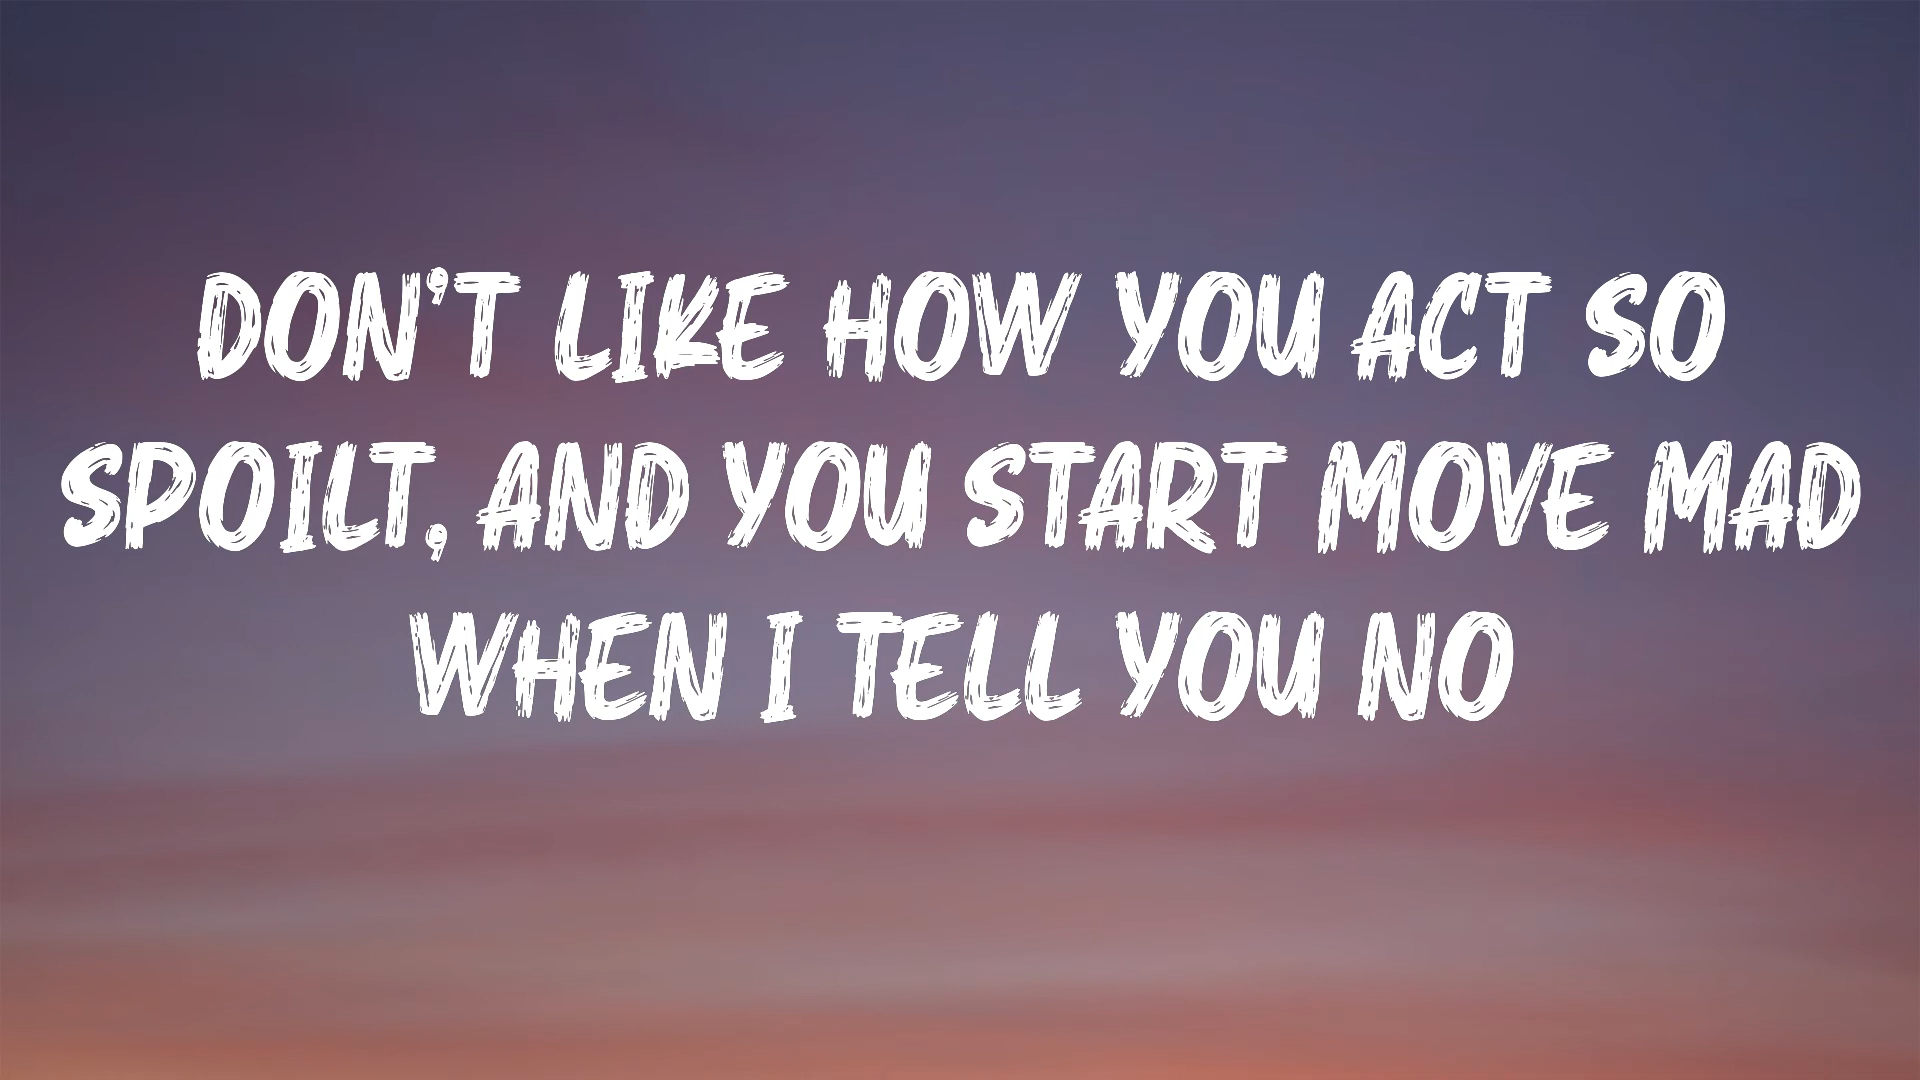 DON'T LIKE HOW YOU ACT SO
SPOILT, AND YOU START MOVE MAD
WHEN I TELL YOU NO